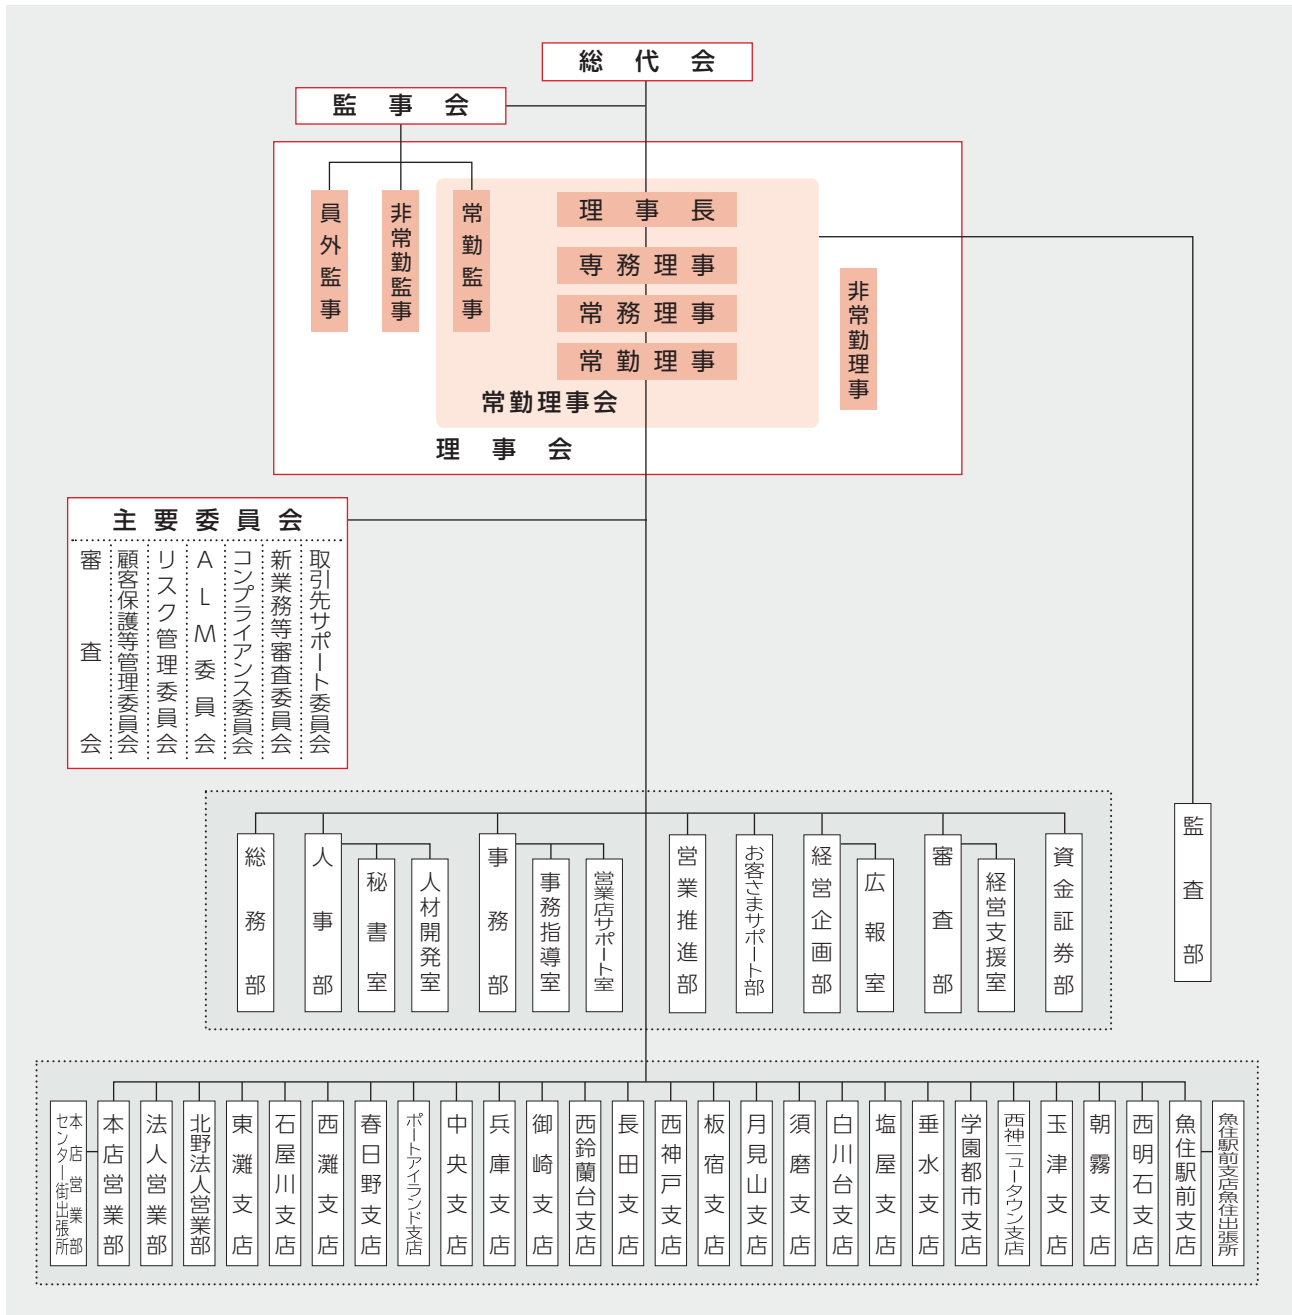 総代会
監事会
員外監事
非常勤監事
常勤監事
理事長
専務理事
常務理事
常勤理事
常勤理事会
非常勤理事
理事会
主要委員会
審査会
顧客保護等管理委員会
リスク管理委員会
ALM委員会
コンプライアンス委員会
新業務等審査委員会
取引先サポート委員会
総務部
人事部
秘書室
人材開発室
事務部
事務指導室
営業店サポート室
営業推進部
お客さまサポート部
経営企画部
広報室
審査部
経営支援室
資金証券部
監査部
本店営業部
センター街出張所
本店営業部
法人営業部
北野法人営業部
東灘支店
石屋川支店
西灘支店
春日野支店
ポートアイランド支店
中央支店
兵庫支店
御崎支店
西鈴蘭台支店
長田支店
西神戸支店
板宿支店
月見山支店
須磨支店
白川台支店
塩屋支店
垂水支店
学園都市支店
西神ニュータウン支店
玉津支店
朝霧支店
西明石支店
魚住駅前支店
魚住駅前支店魚住出張所